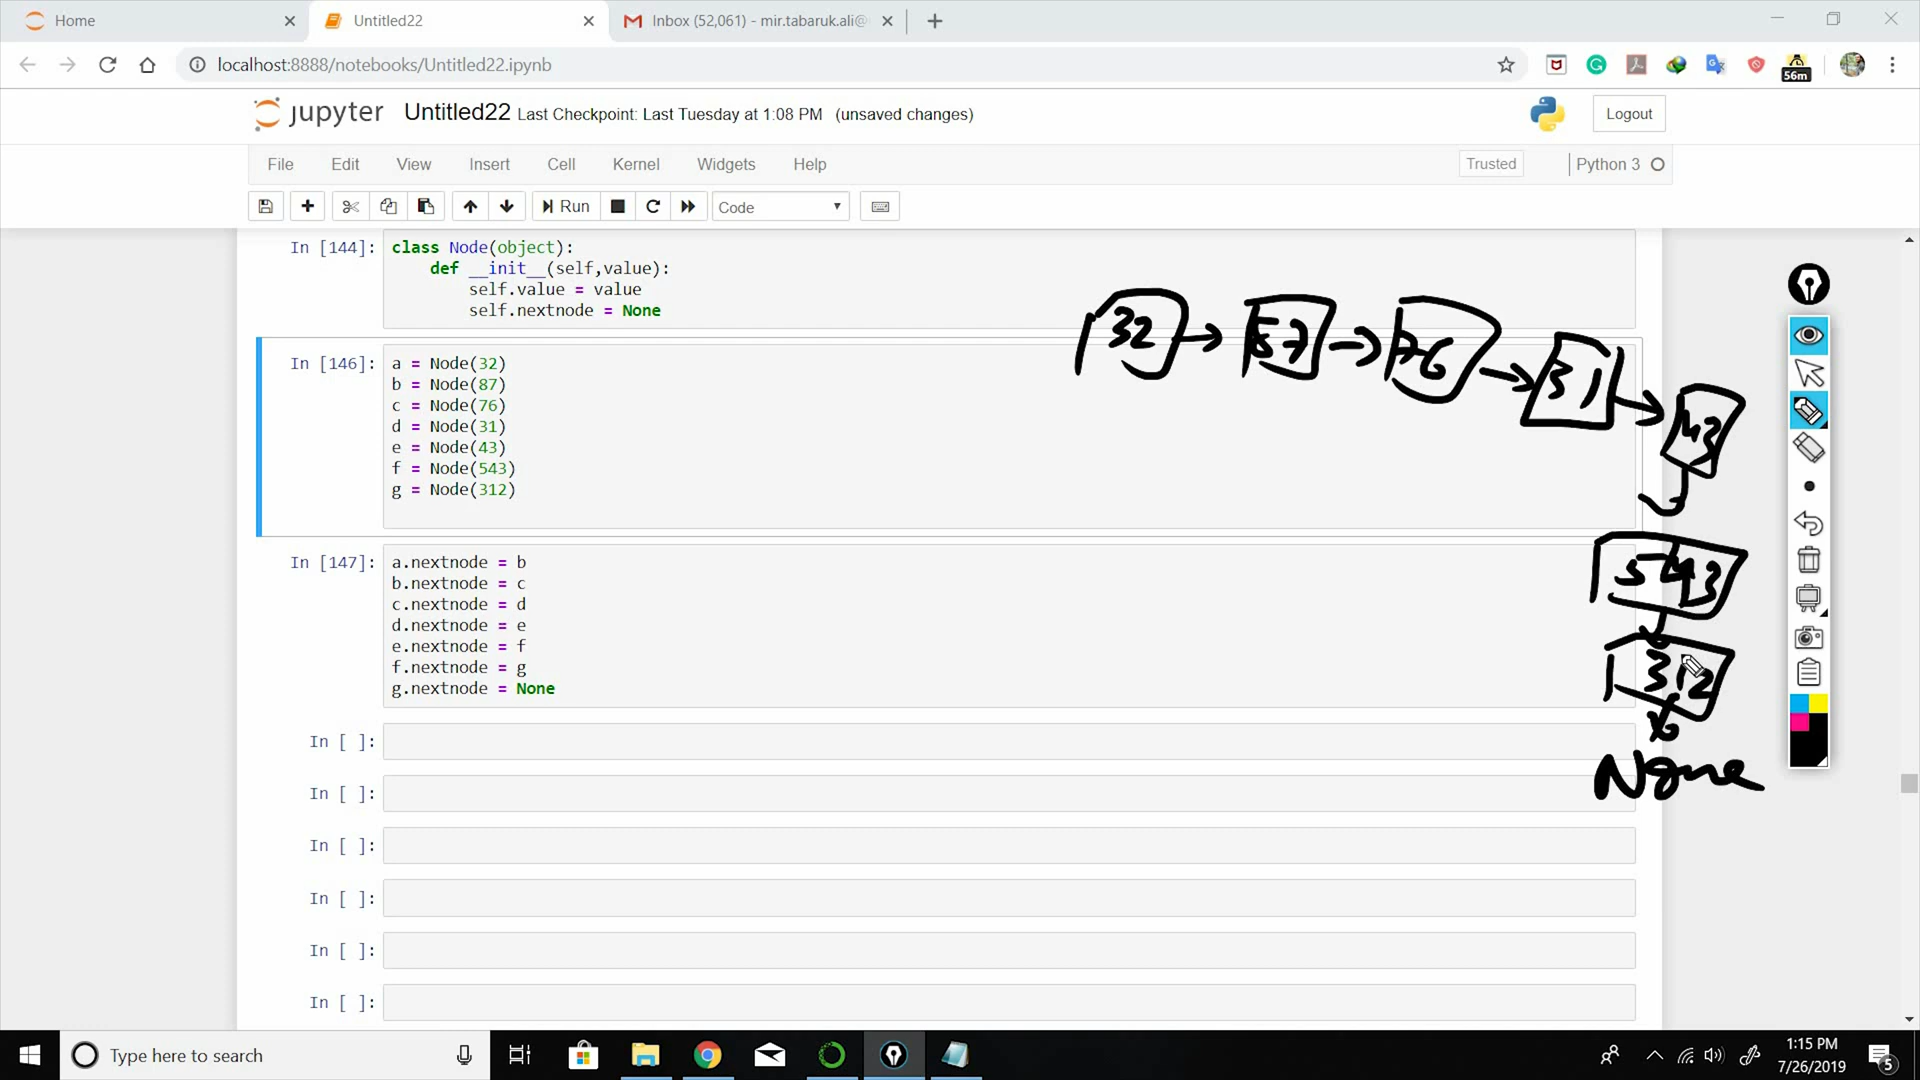 Home
Untitled22
Inbox (52,061) - mir.tabaruk.ali@
localhost:8888/notebooks/Untitled22.ipynb
56m
jupyter Untitled22 Last Checkpoint: Last Tuesday at 1:08 PM (unsaved changes)
Logout
File Edit View Insert Cell Kernel Widgets Help
Trusted Python 3
Run
Code
In [144]:
class Node(object):
def __init__(self,value):
self.value = value
self.nextnode = None
In [146]:
a = Node(32)
b = Node(87)
c = Node(76)
d = Node(31)
e = Node(43)
f = Node(543)
g = Node(312)
In [147]:
a.nextnode = b
b.nextnode = c
c.nextnode = d
d.nextnode = e
e.nextnode = f
f.nextnode = g
g.nextnode = None
In [ ]:
In [ ]:
In [ ]:
In [ ]:
In [ ]:
In [ ]:
32
76
31
43
543
312
None
Type here to search
1:15 PM
7/26/2019
5